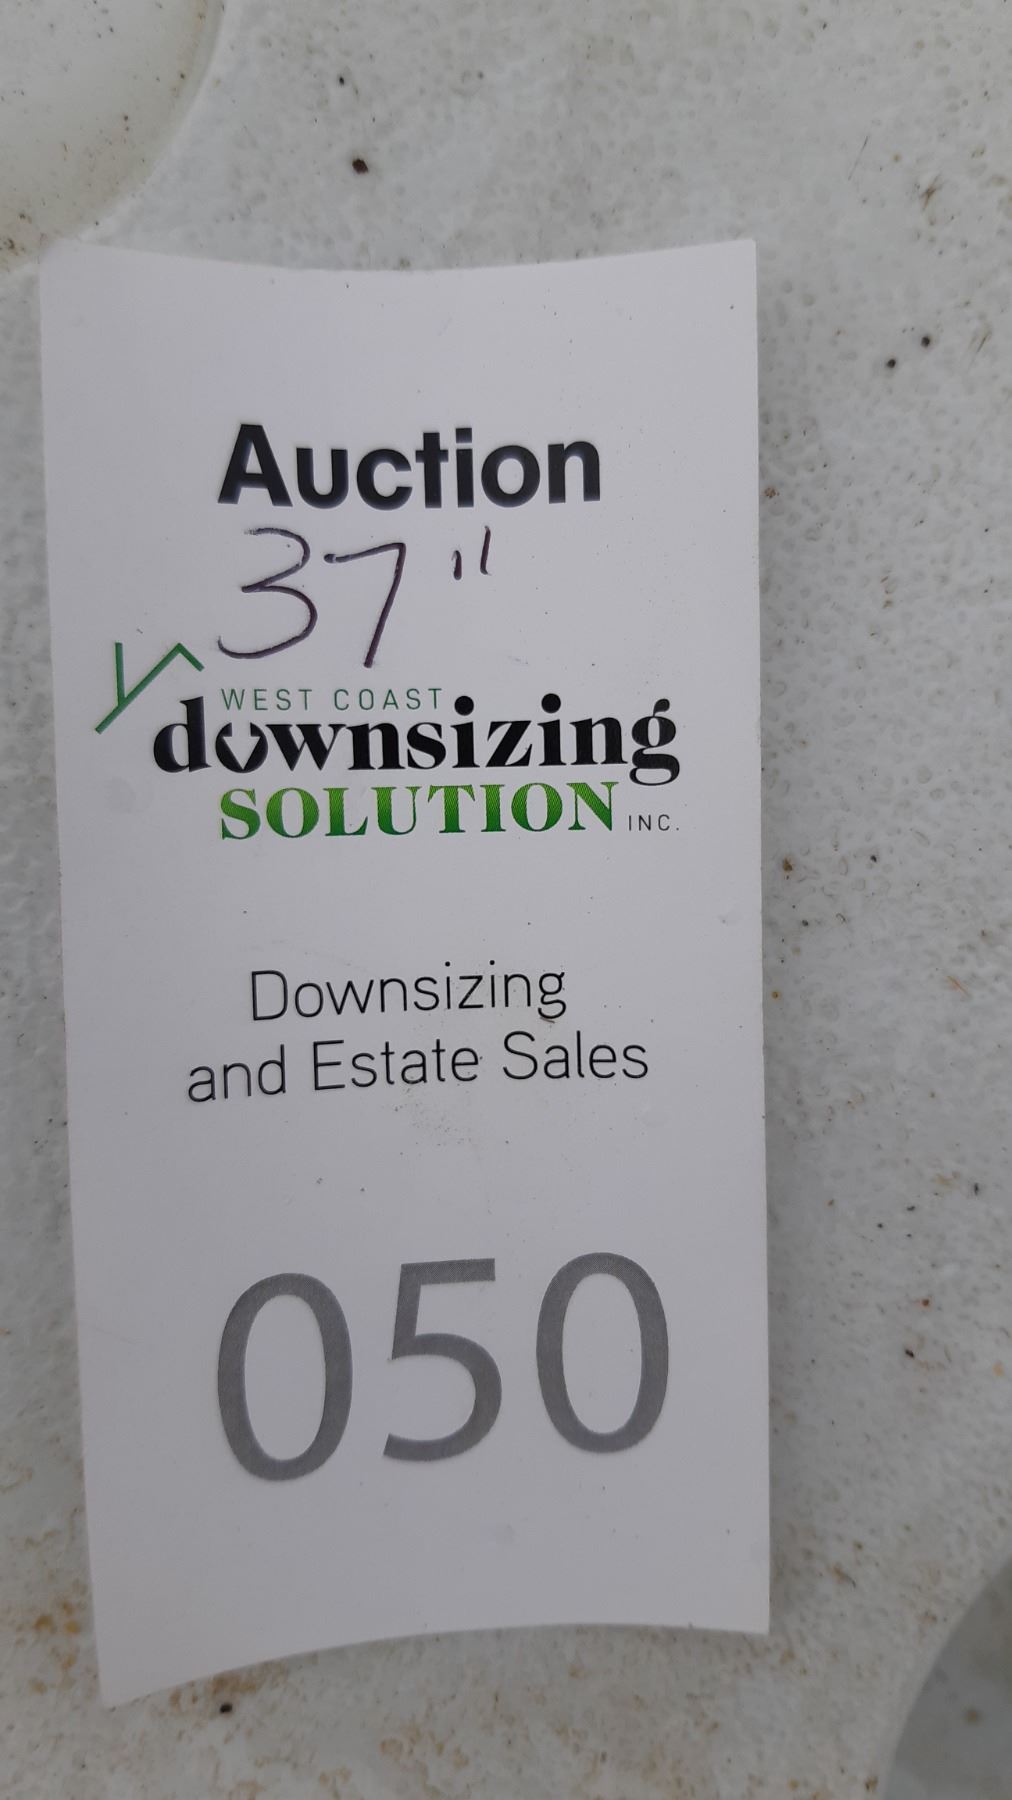 Auction
37"
WEST COAST
downsizing
SOLUTION INC.
Downsizing
and Estate Sales
050